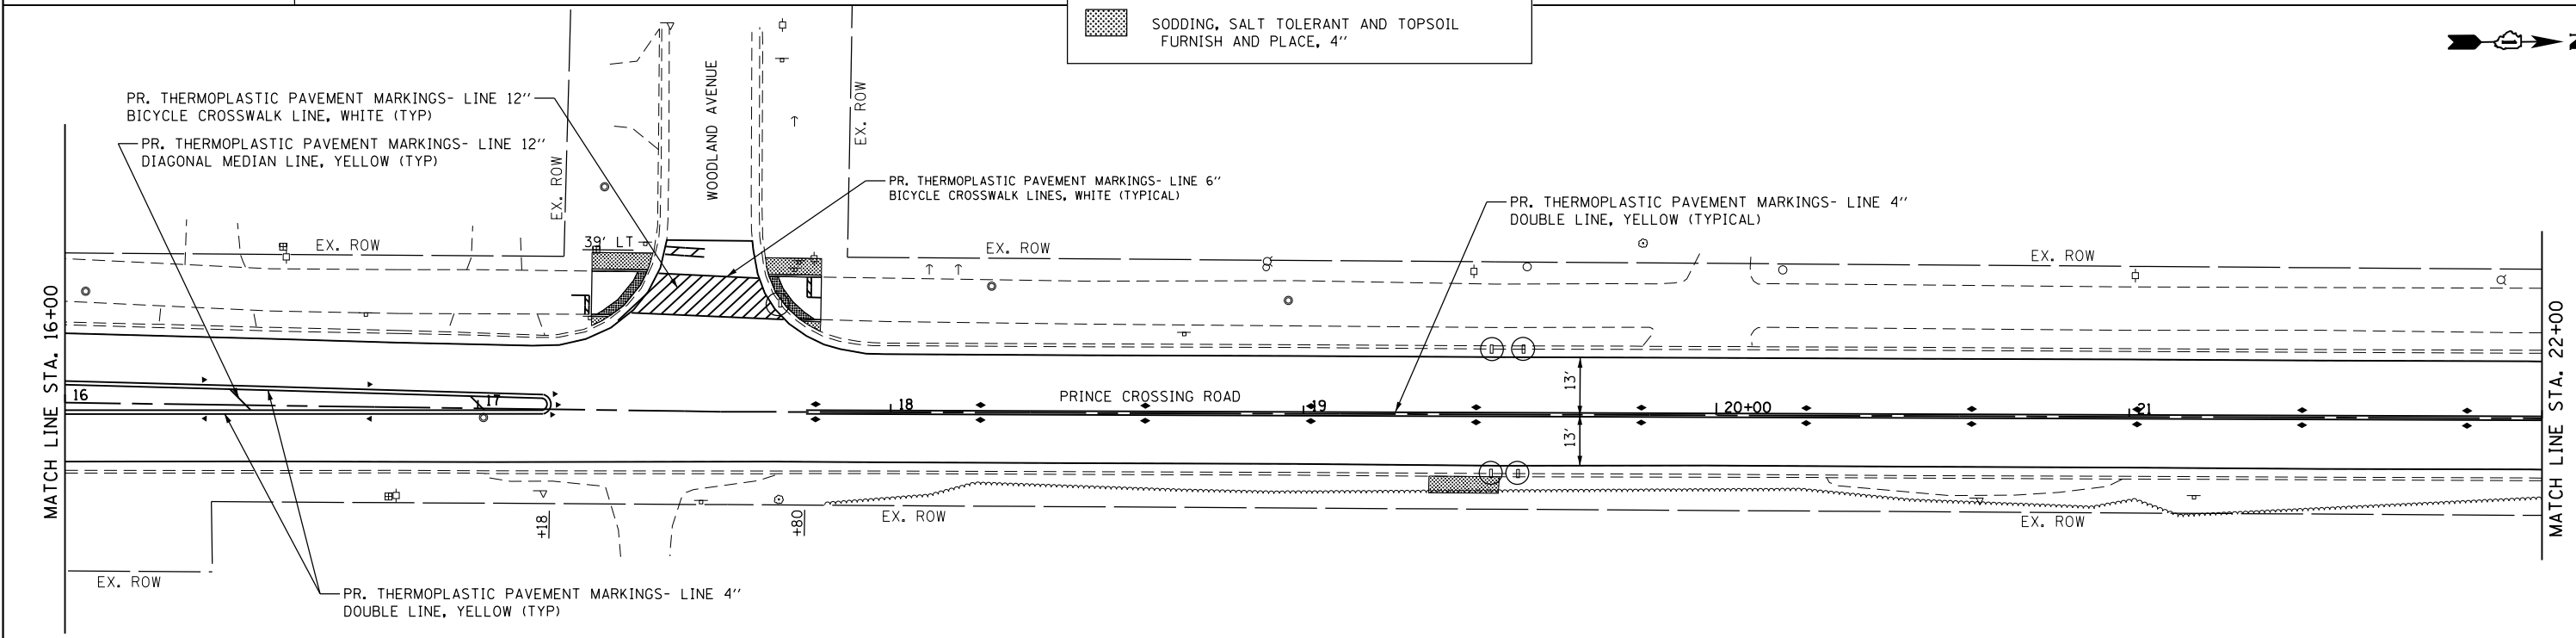 SODDING, SALT TOLERANT AND TOPSOIL
FURNISH AND PLACE, 4"
PR. THERMOPLASTIC PAVEMENT MARKINGS- LINE 12"
BICYCLE CROSSWALK LINE, WHITE (TYP)
PR. THERMOPLASTIC PAVEMENT MARKINGS- LINE 12"
DIAGONAL MEDIAN LINE, YELLOW (TYP)
EX. ROW
WOODLAND AVENUE
EX. ROW
PR. THERMOPLASTIC PAVEMENT MARKINGS- LINE 6"
BICYCLE CROSSWALK LINES, WHITE (TYPICAL)
PR. THERMOPLASTIC PAVEMENT MARKINGS- LINE 4"
DOUBLE LINE, YELLOW (TYPICAL)
EX. ROW
39' LT
EX. ROW
EX. ROW
MATCH LINE STA. 16+00
MATCH LINE STA. 22+00
16
17
PRINCE CROSSING ROAD
18
19
20+00
21
13'
13'
+18
+80
EX. ROW
EX. ROW
EX. ROW
PR. THERMOPLASTIC PAVEMENT MARKINGS- LINE 4"
DOUBLE LINE, YELLOW (TYP)